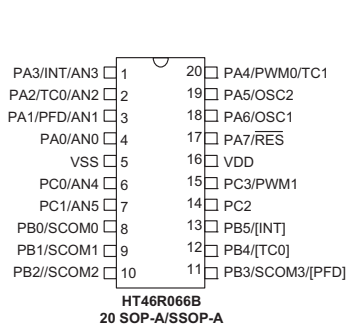 PA3/INT/AN3 1 20 PA4/PWM0/TC1
PA2/TC0/AN2 2 19 PA5/OSC2
PA1/PFD/AN1 3 18 PA6/OSC1
PA0/AN0 4 17 PA7/RES
VSS 5 16 VDD
PC0/AN4 6 15 PC3/PWM1
PC1/AN5 7 14 PC2
PB0/SCOM0 8 13 PB5/[INT]
PB1/SCOM1 9 12 PB4/[TC0]
PB2//SCOM2 10 11 PB3/SCOM3/[PFD]
HT46R066B
20 SOP-A/SSOP-A